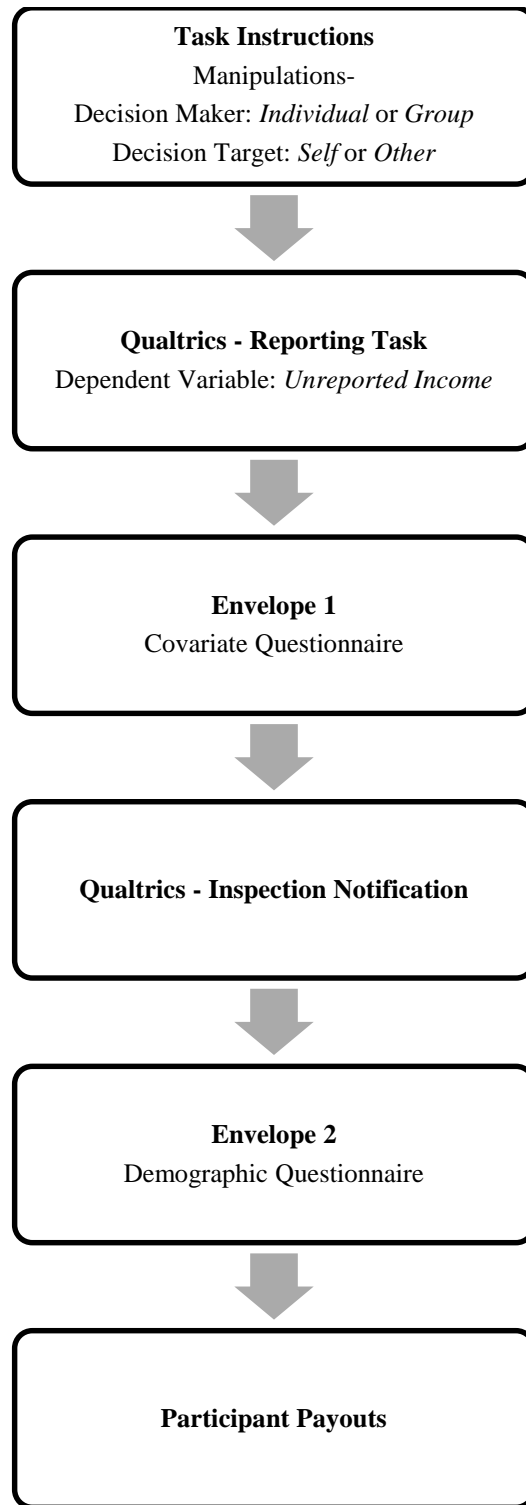 Task Instructions
Manipulations-
Decision Maker: Individual or Group
Decision Target: Self or Other
Qualtrics - Reporting Task
Dependent Variable: Unreported Income
Envelope 1
Covariate Questionnaire
Qualtrics - Inspection Notification
Envelope 2
Demographic Questionnaire
Participant Payouts